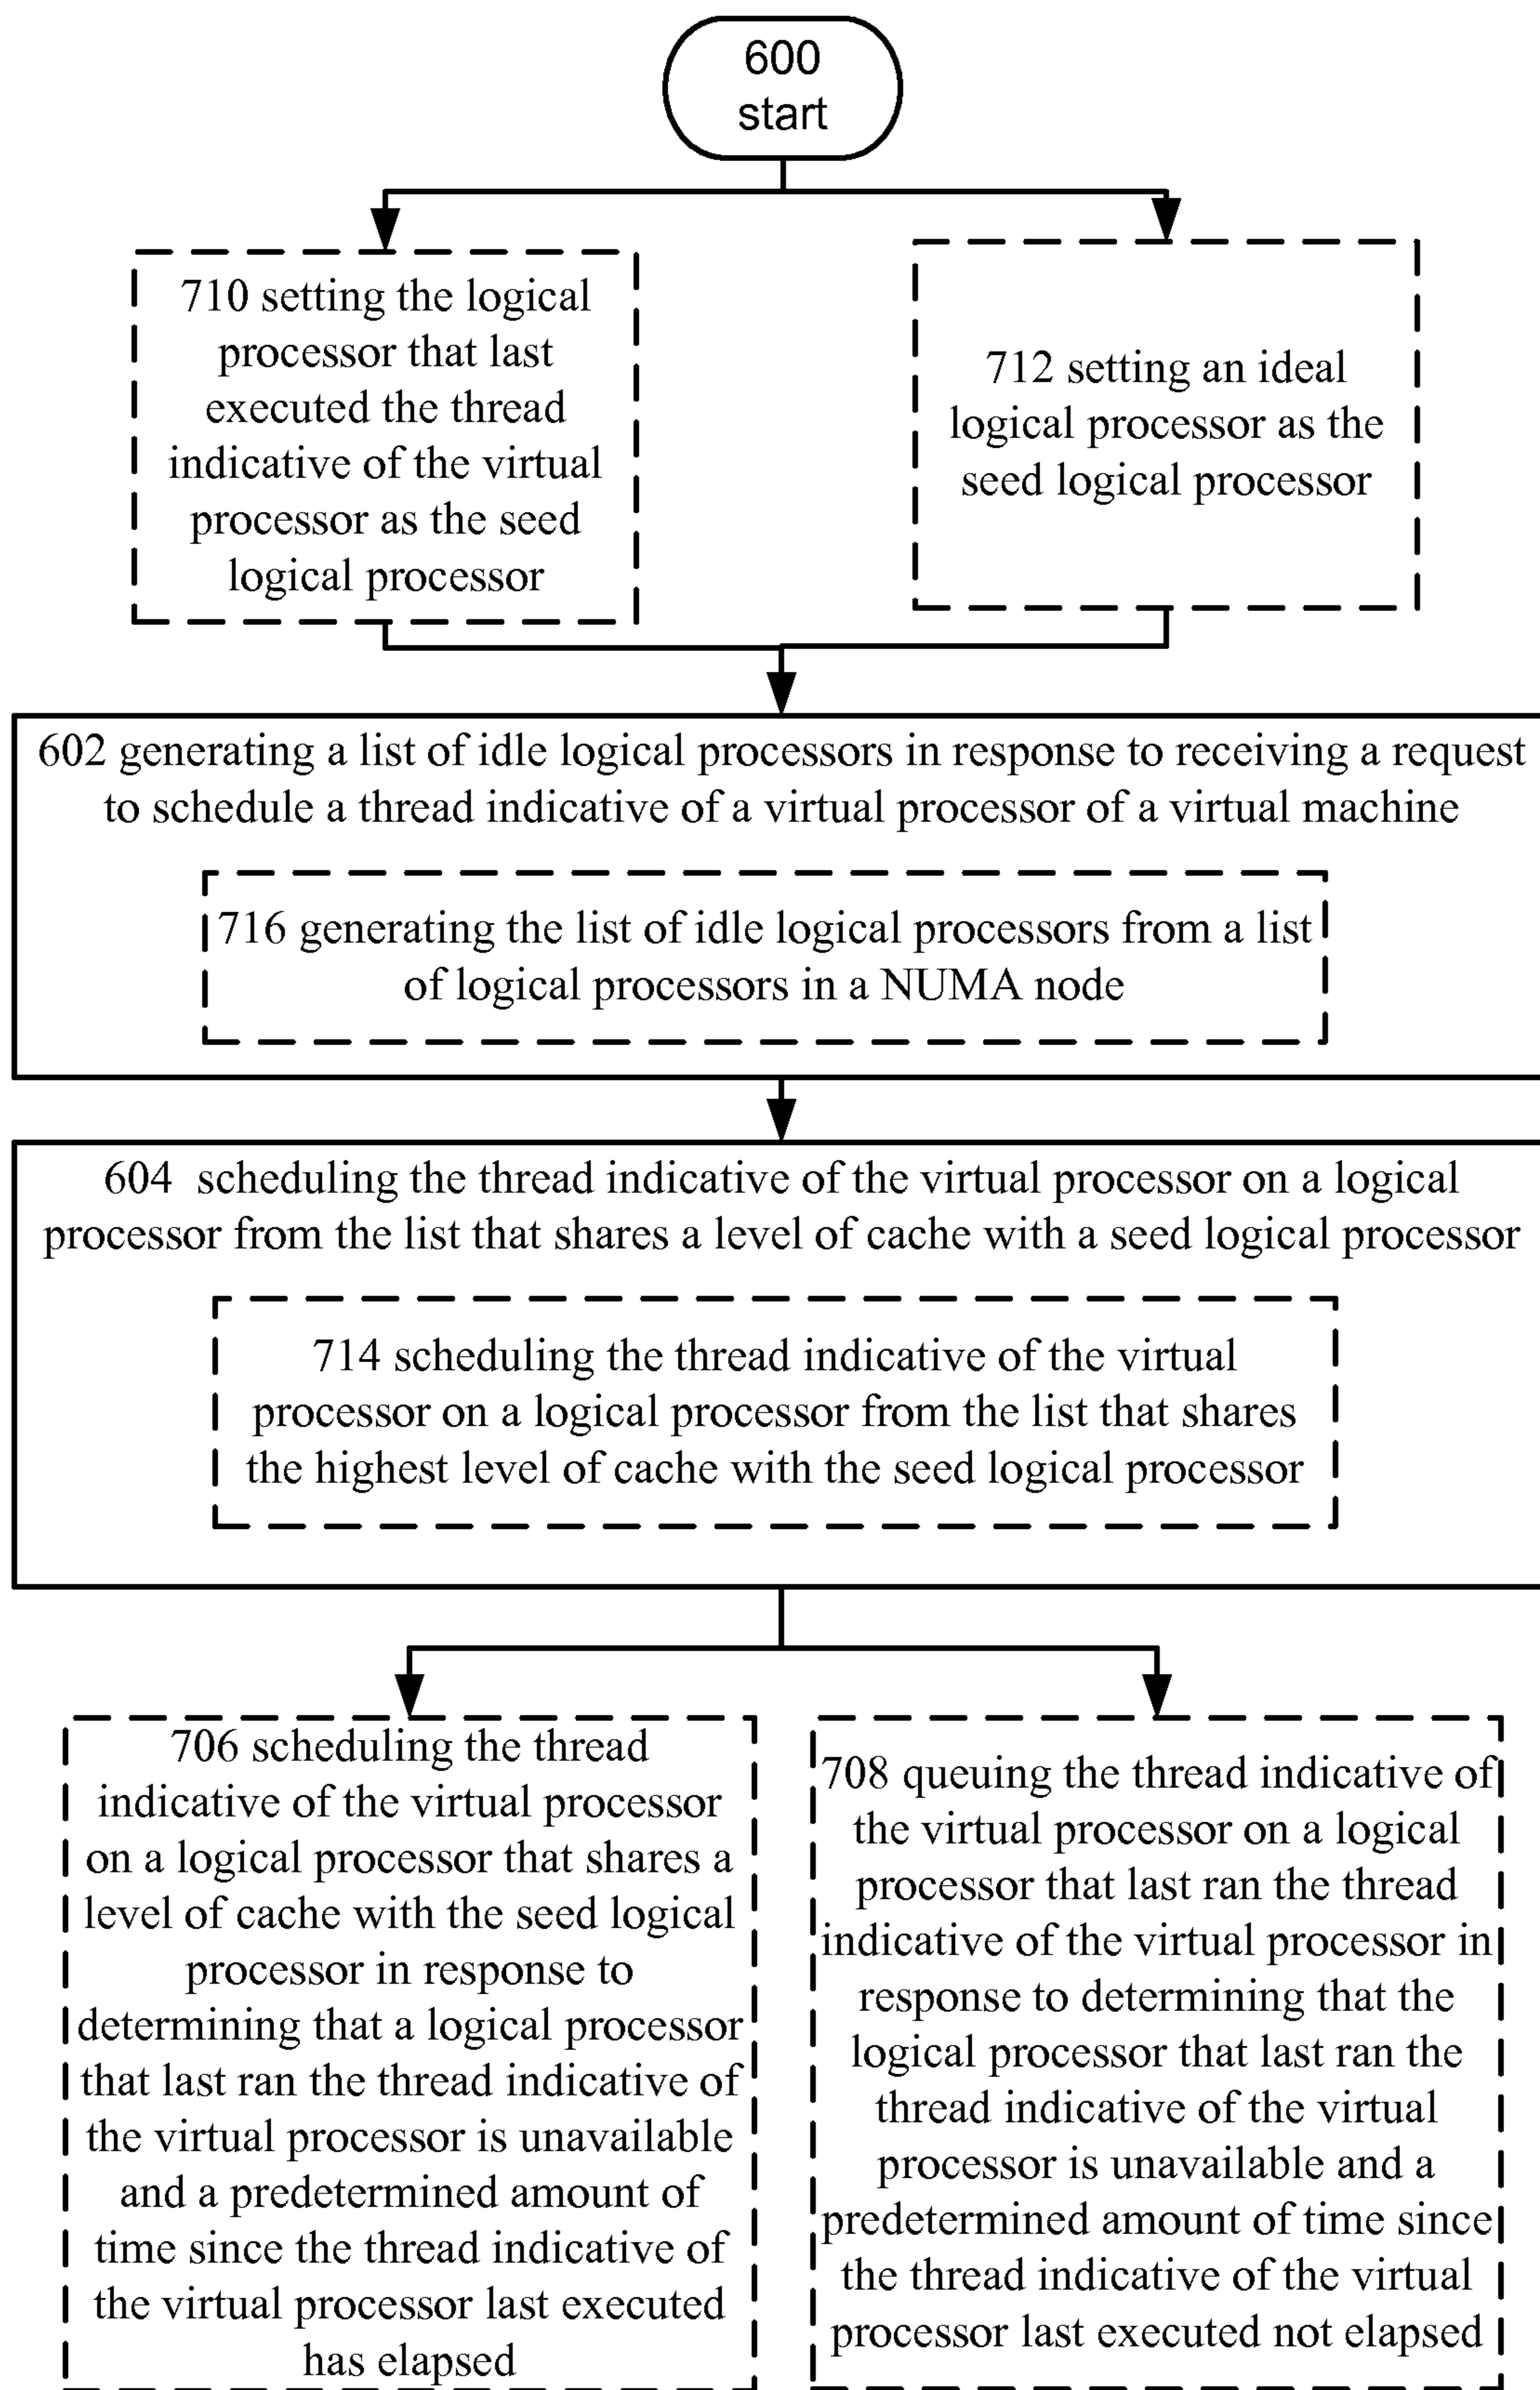 600
start
710 setting the logical
processor that last
executed the thread
indicative of the virtual
processor as the seed
logical processor
712 setting an ideal
logical processor as the
seed logical processor
602 generating a list of idle logical processors in response to receiving a request
to schedule a thread indicative of a virtual processor of a virtual machine
716 generating the list of idle logical processors from a list
of logical processors in a NUMA node
604 scheduling the thread indicative of the virtual processor on a logical
processor from the list that shares a level of cache with a seed logical processor
714 scheduling the thread indicative of the virtual
processor on a logical processor from the list that shares
the highest level of cache with the seed logical processor
706 scheduling the thread
indicative of the virtual processor
on a logical processor that shares a
level of cache with the seed logical
processor in response to
determining that a logical processor
that last ran the thread indicative of
the virtual processor is unavailable
and a predetermined amount of
time since the thread indicative of
the virtual processor last executed
has elapsed
708 queuing the thread indicative of
the virtual processor on a logical
processor that last ran the thread
indicative of the virtual processor in
response to determining that the
logical processor that last ran the
thread indicative of the virtual
processor is unavailable and a
predetermined amount of time since
the thread indicative of the virtual
processor last executed not elapsed